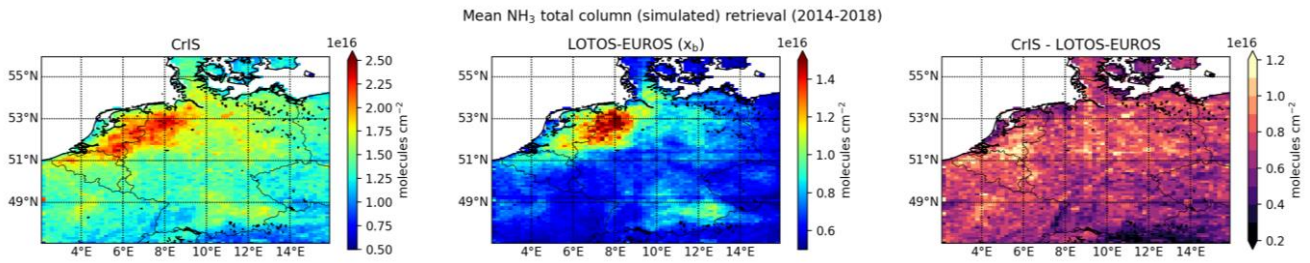 Mean NH₃ total column (simulated) retrieval (2014-2018)
CrIS
1e16
55°N
53°N
51°N
49°N
4°E 6°E 8°E 10°E 12°E 14°E
2.50
2.25
2.00
1.75
1.50
1.25
1.00
0.75
0.50
molecules cm⁻²
LOTOS-EUROS (x_b)
1e16
55°N
53°N
51°N
49°N
4°E 6°E 8°E 10°E 12°E 14°E
1.4
1.2
1.0
0.8
0.6
molecules cm⁻²
CrIS - LOTOS-EUROS
1e16
55°N
53°N
51°N
49°N
4°E 6°E 8°E 10°E 12°E 14°E
1.2
1.0
0.8
0.6
0.4
0.2
molecules cm⁻²